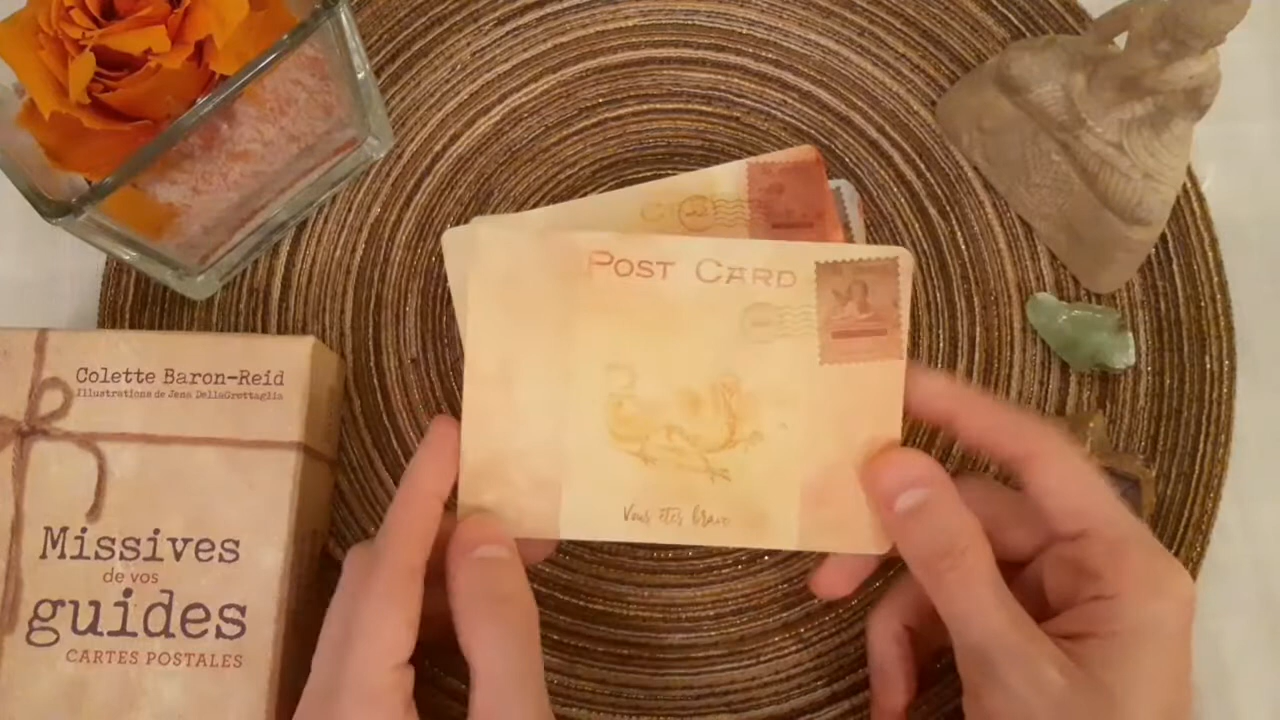 POST CARD
Vous êtes brave
Colette Baron-Reid
Illustrations de Jena DellaGrottaglia
Missives
de vos
guides
CARTES POSTALES